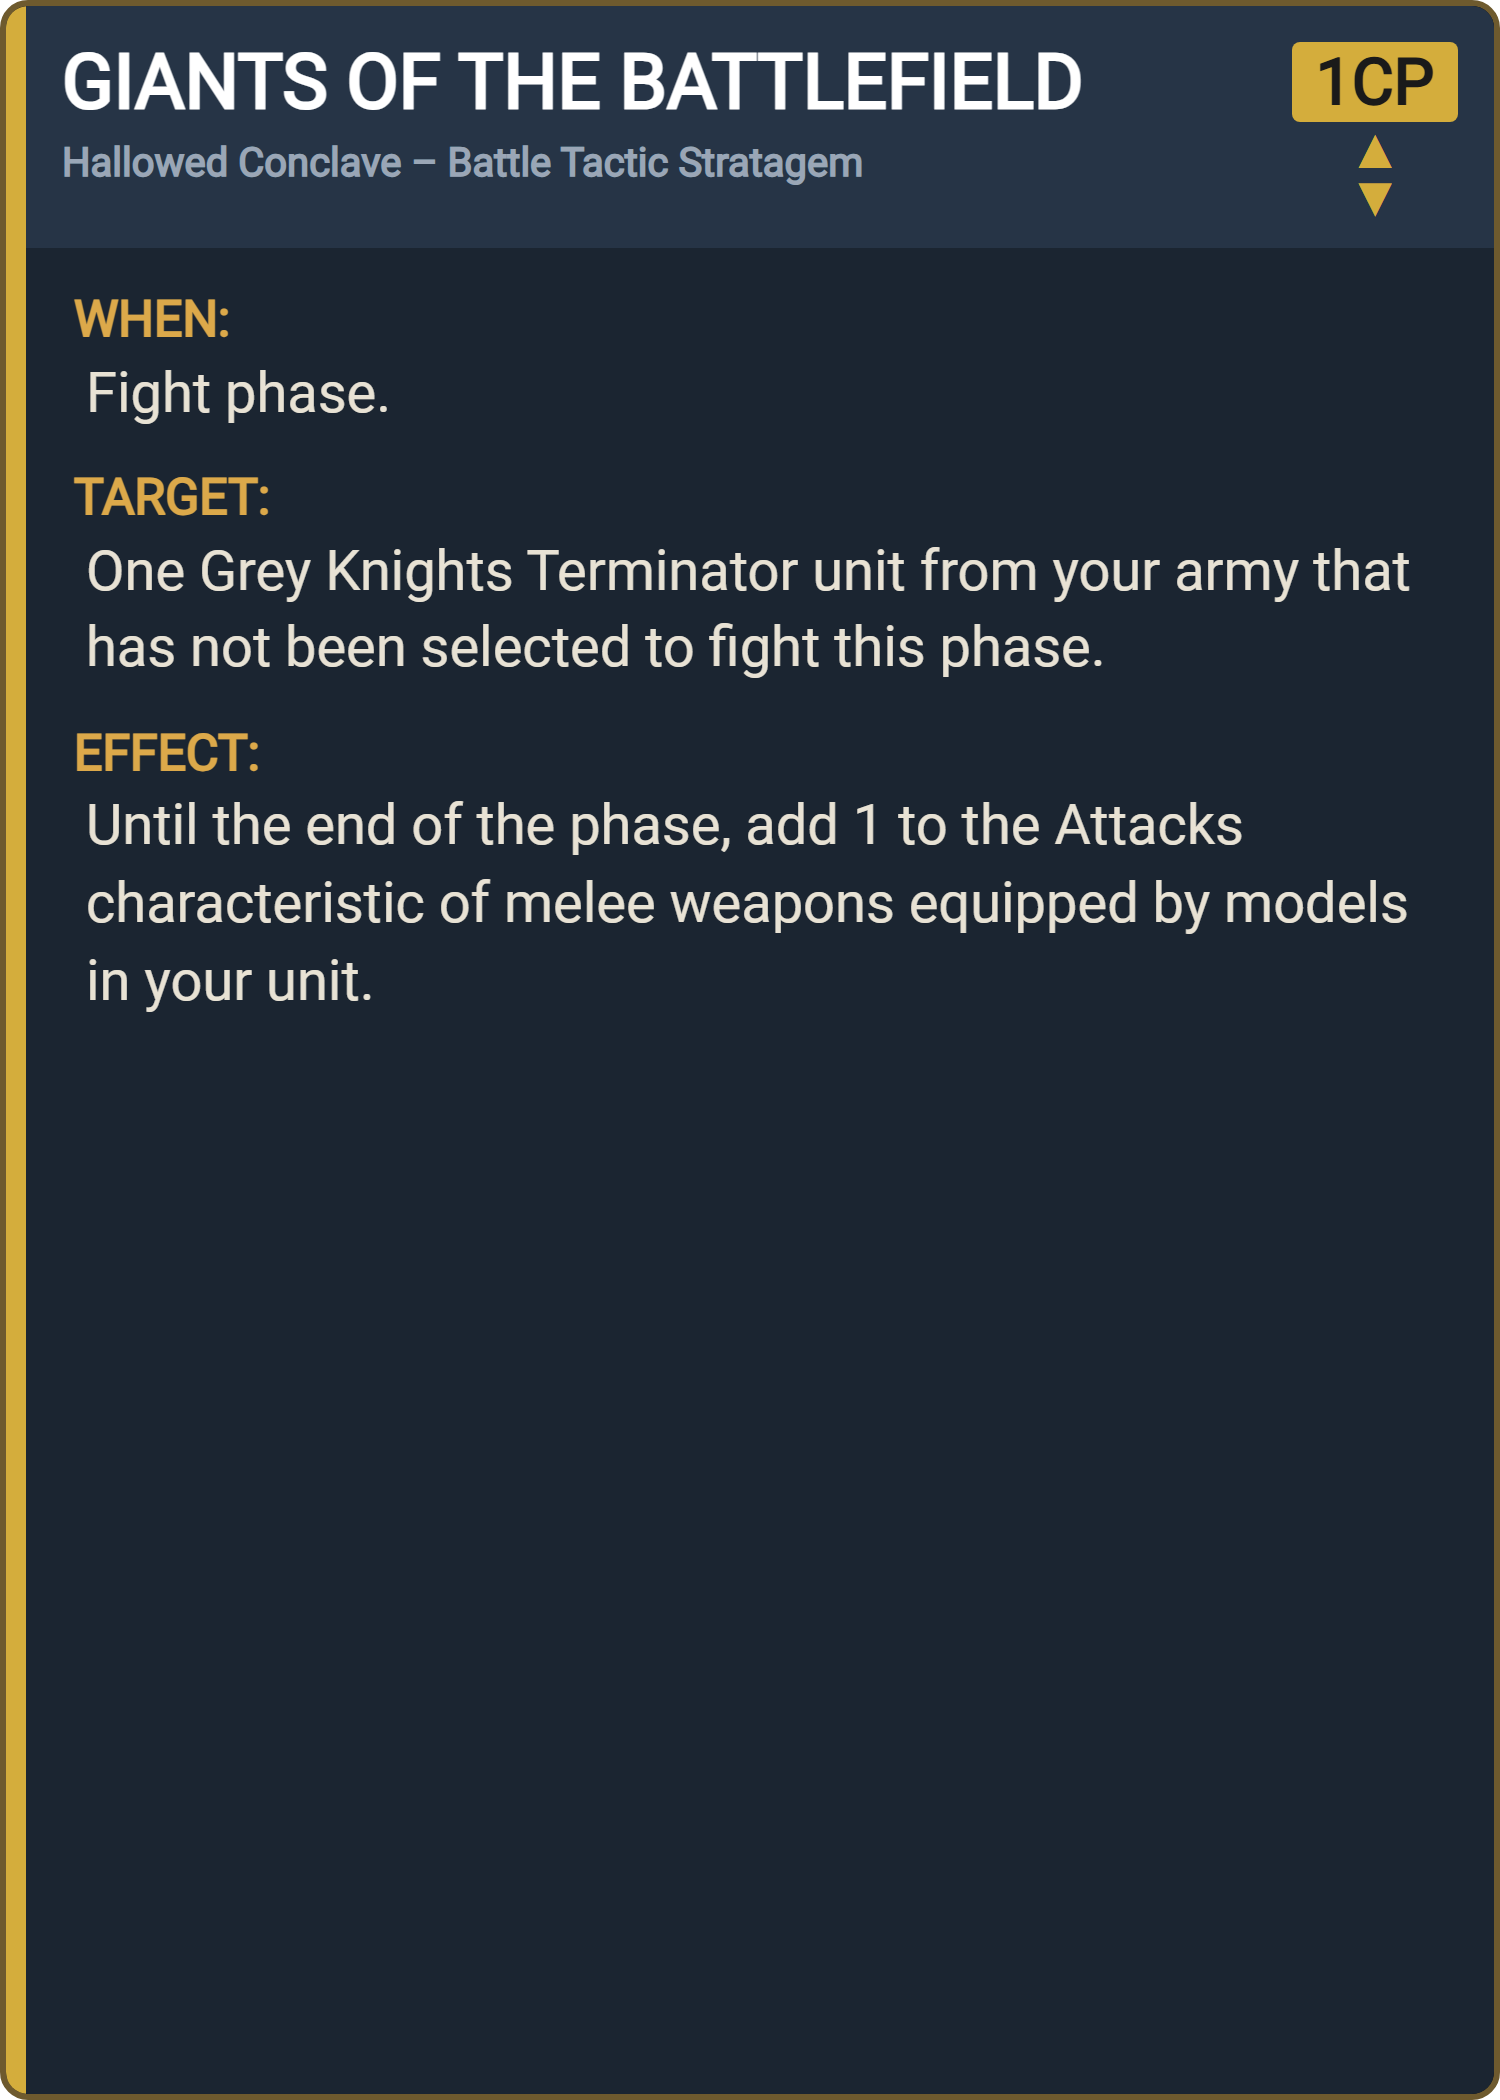 GIANTS OF THE BATTLEFIELD
1CP
Hallowed Conclave – Battle Tactic Stratagem
▲
▼
WHEN:
Fight phase.
TARGET:
One Grey Knights Terminator unit from your army that
has not been selected to fight this phase.
EFFECT:
Until the end of the phase, add 1 to the Attacks
characteristic of melee weapons equipped by models
in your unit.